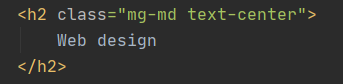 <h2 class="mg-md text-center">
    Web design
</h2>